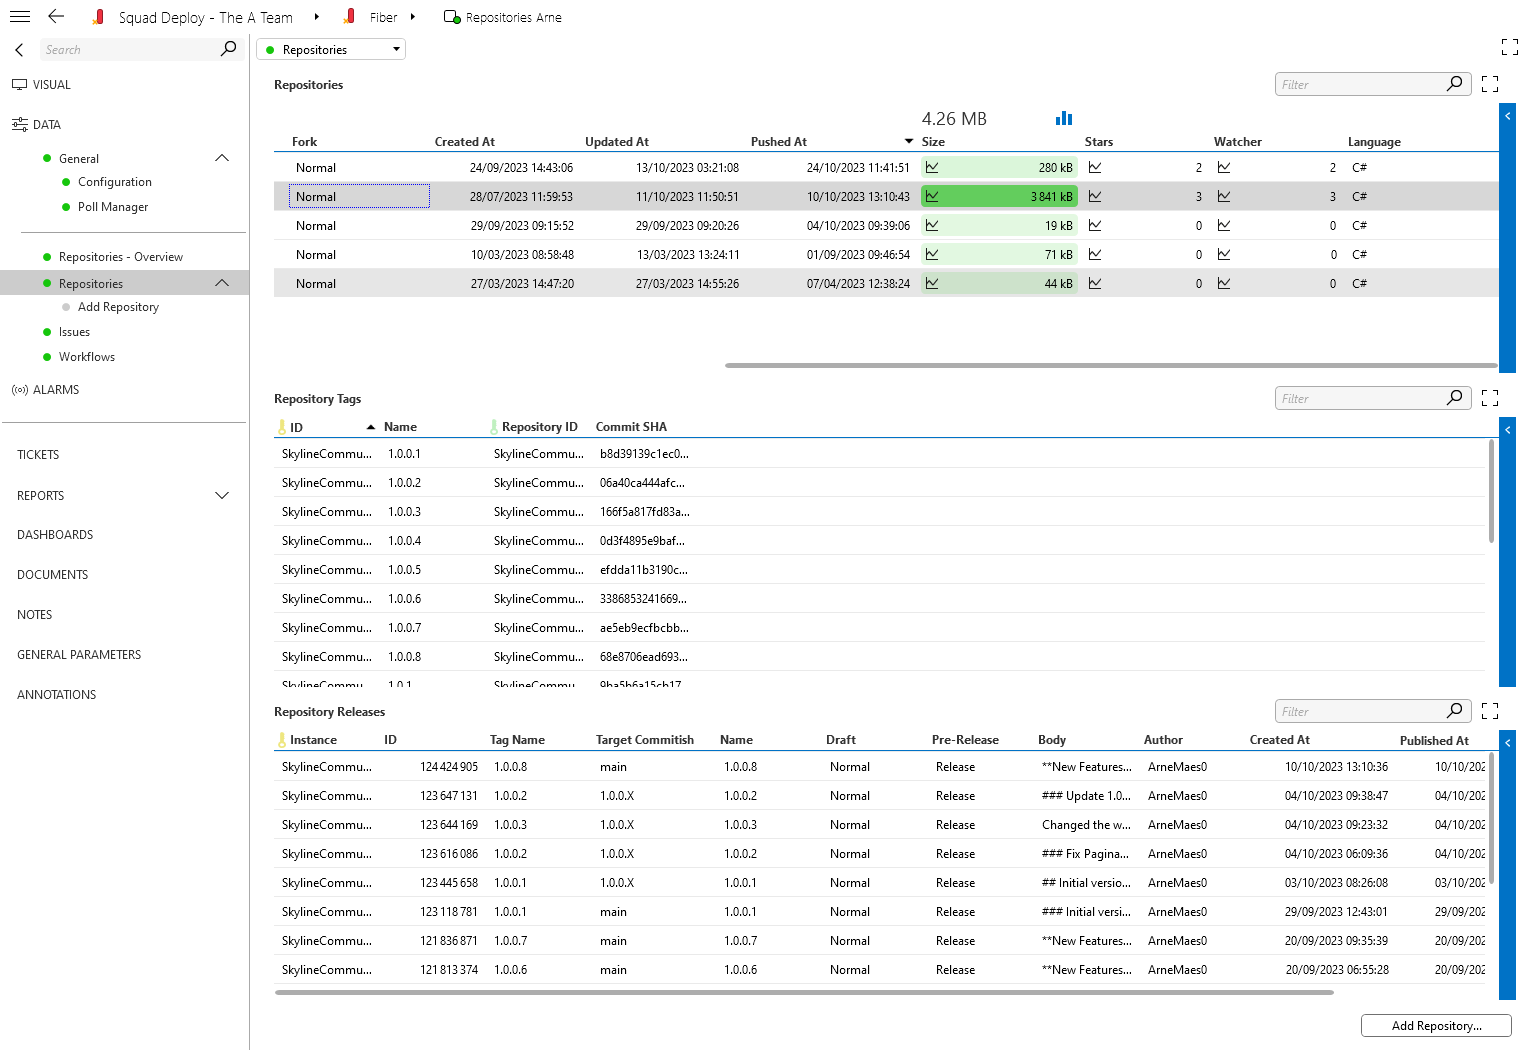 Squad Deploy - The A Team
Fiber
Repositories Arne
Search
VISUAL
DATA
General
Configuration
Poll Manager
Repositories - Overview
Repositories
Add Repository
Issues
Workflows
ALARMS
TICKETS
REPORTS
DASHBOARDS
DOCUMENTS
NOTES
GENERAL PARAMETERS
ANNOTATIONS
Repositories
Repositories
Filter
4.26 MB
Fork Created At Updated At Pushed At Size Stars Watcher Language
Normal 24/09/2023 14:43:06 13/10/2023 03:21:08 24/10/2023 11:41:51 280 kB 2 2 C#
Normal 28/07/2023 11:59:53 11/10/2023 11:50:51 10/10/2023 13:10:43 3 841 kB 3 3 C#
Normal 29/09/2023 09:15:52 29/09/2023 09:20:26 04/10/2023 09:39:06 19 kB 0 0 C#
Normal 10/03/2023 08:58:48 13/03/2023 13:24:11 01/09/2023 09:46:54 71 kB 0 0 C#
Normal 27/03/2023 14:47:20 27/03/2023 14:55:26 07/04/2023 12:38:24 44 kB 0 0 C#
Repository Tags
Filter
ID Name Repository ID Commit SHA
SkylineCommu... 1.0.0.1 SkylineCommu... b8d39139c1ec0...
SkylineCommu... 1.0.0.2 SkylineCommu... 06a40ca444afc...
SkylineCommu... 1.0.0.3 SkylineCommu... 166f5a817fd83a...
SkylineCommu... 1.0.0.4 SkylineCommu... 0d3f4895e9baf...
SkylineCommu... 1.0.0.5 SkylineCommu... efdda11b3190c...
SkylineCommu... 1.0.0.6 SkylineCommu... 3386853241669...
SkylineCommu... 1.0.0.7 SkylineCommu... ae5eb9ecfbcbb...
SkylineCommu... 1.0.0.8 SkylineCommu... 68e8706ead693...
SkylineCommu... 1.0.1 SkylineCommu... 9ba5b6a15cb17...
Repository Releases
Filter
Instance ID Tag Name Target Commitish Name Draft Pre-Release Body Author Created At Published At
SkylineCommu... 124 424 905 1.0.0.8 main 1.0.0.8 Normal Release **New Features... ArneMaes0 10/10/2023 13:10:36 10/10/202
SkylineCommu... 123 647 131 1.0.0.2 1.0.0.X 1.0.0.2 Normal Release ### Update 1.0... ArneMaes0 04/10/2023 09:38:47 04/10/202
SkylineCommu... 123 644 169 1.0.0.3 1.0.0.X 1.0.0.3 Normal Release Changed the w... ArneMaes0 04/10/2023 09:23:32 04/10/202
SkylineCommu... 123 616 086 1.0.0.2 1.0.0.X 1.0.0.2 Normal Release ### Fix Pagina... ArneMaes0 04/10/2023 06:09:36 04/10/202
SkylineCommu... 123 445 658 1.0.0.1 1.0.0.X 1.0.0.1 Normal Release ## Initial versio... ArneMaes0 03/10/2023 08:26:08 03/10/202
SkylineCommu... 123 118 781 1.0.0.1 main 1.0.0.1 Normal Release ### Initial versi... ArneMaes0 29/09/2023 12:43:01 29/09/202
SkylineCommu... 121 836 871 1.0.0.7 main 1.0.0.7 Normal Release **New Features... ArneMaes0 20/09/2023 09:35:39 20/09/202
SkylineCommu... 121 813 374 1.0.0.6 main 1.0.0.6 Normal Release **New Features... ArneMaes0 20/09/2023 06:55:28 20/09/202
Add Repository...